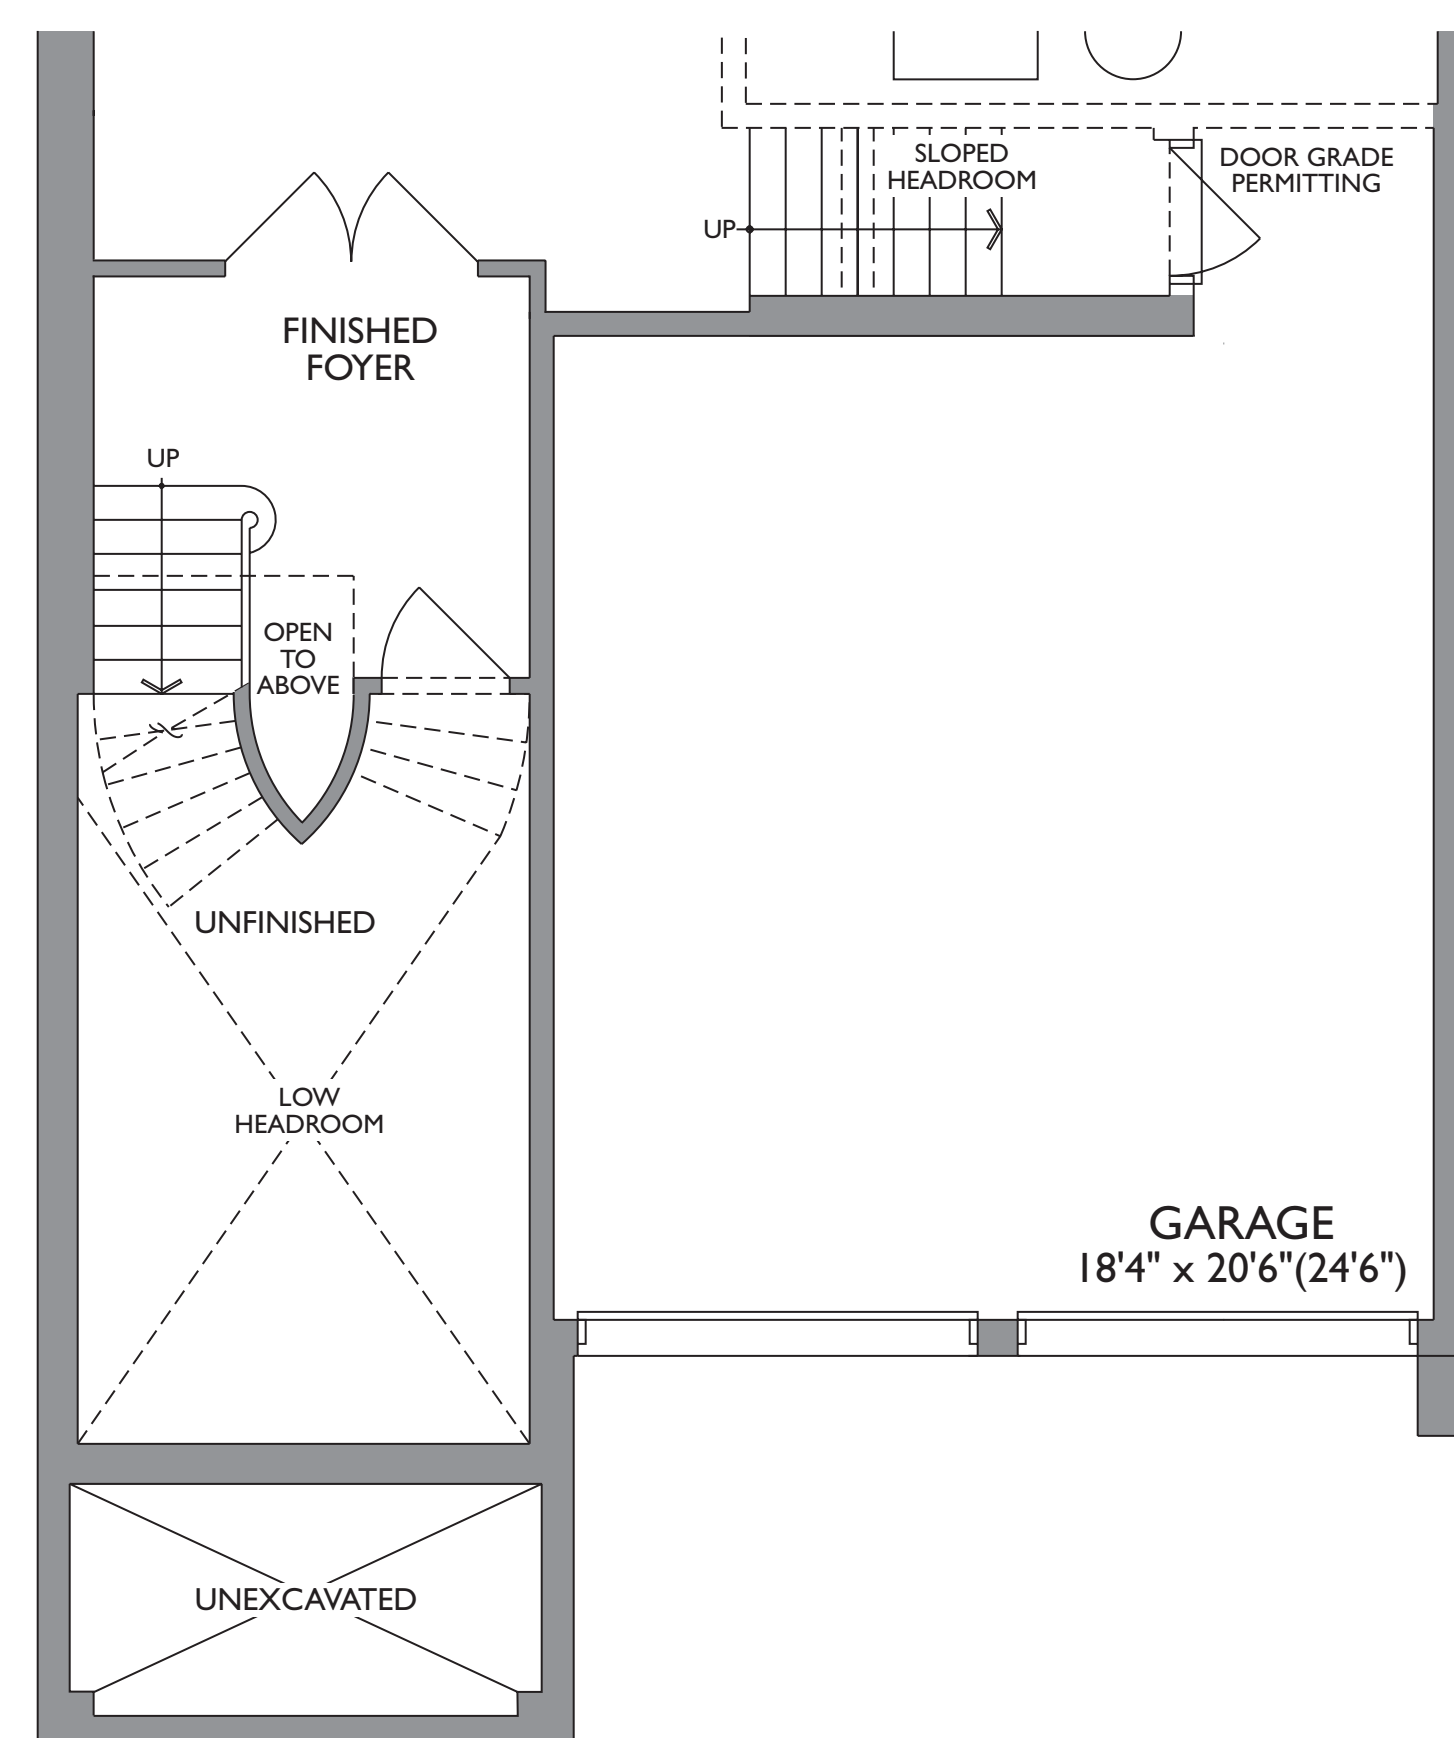 SLOPED
HEADROOM
DOOR GRADE
PERMITTING
UP
FINISHED
FOYER
UP
OPEN
TO
ABOVE
UNFINISHED
LOW
HEADROOM
GARAGE
18'4" x 20'6"(24'6")
UNEXCAVATED